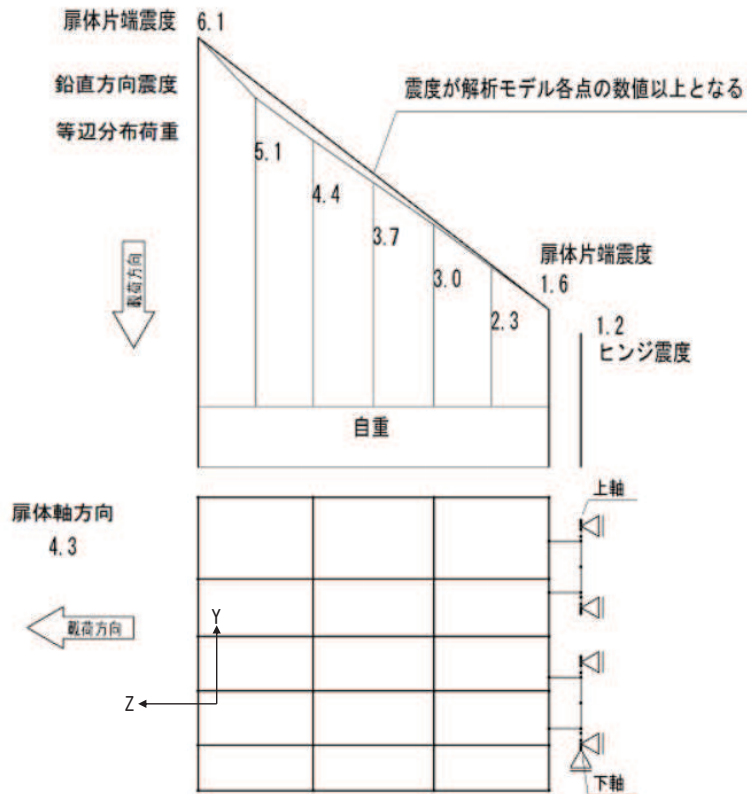 扉体片端震度 6.1
鉛直方向震度
等辺分布荷重
震度が解析モデル各点の数値以上となる
5.1
4.4
3.7
3.0
2.3
扉体片端震度
1.6
1.2
ヒンジ震度
載荷方向
自重
扉体軸方向
4.3
載荷方向
Y
Z
上軸
下軸